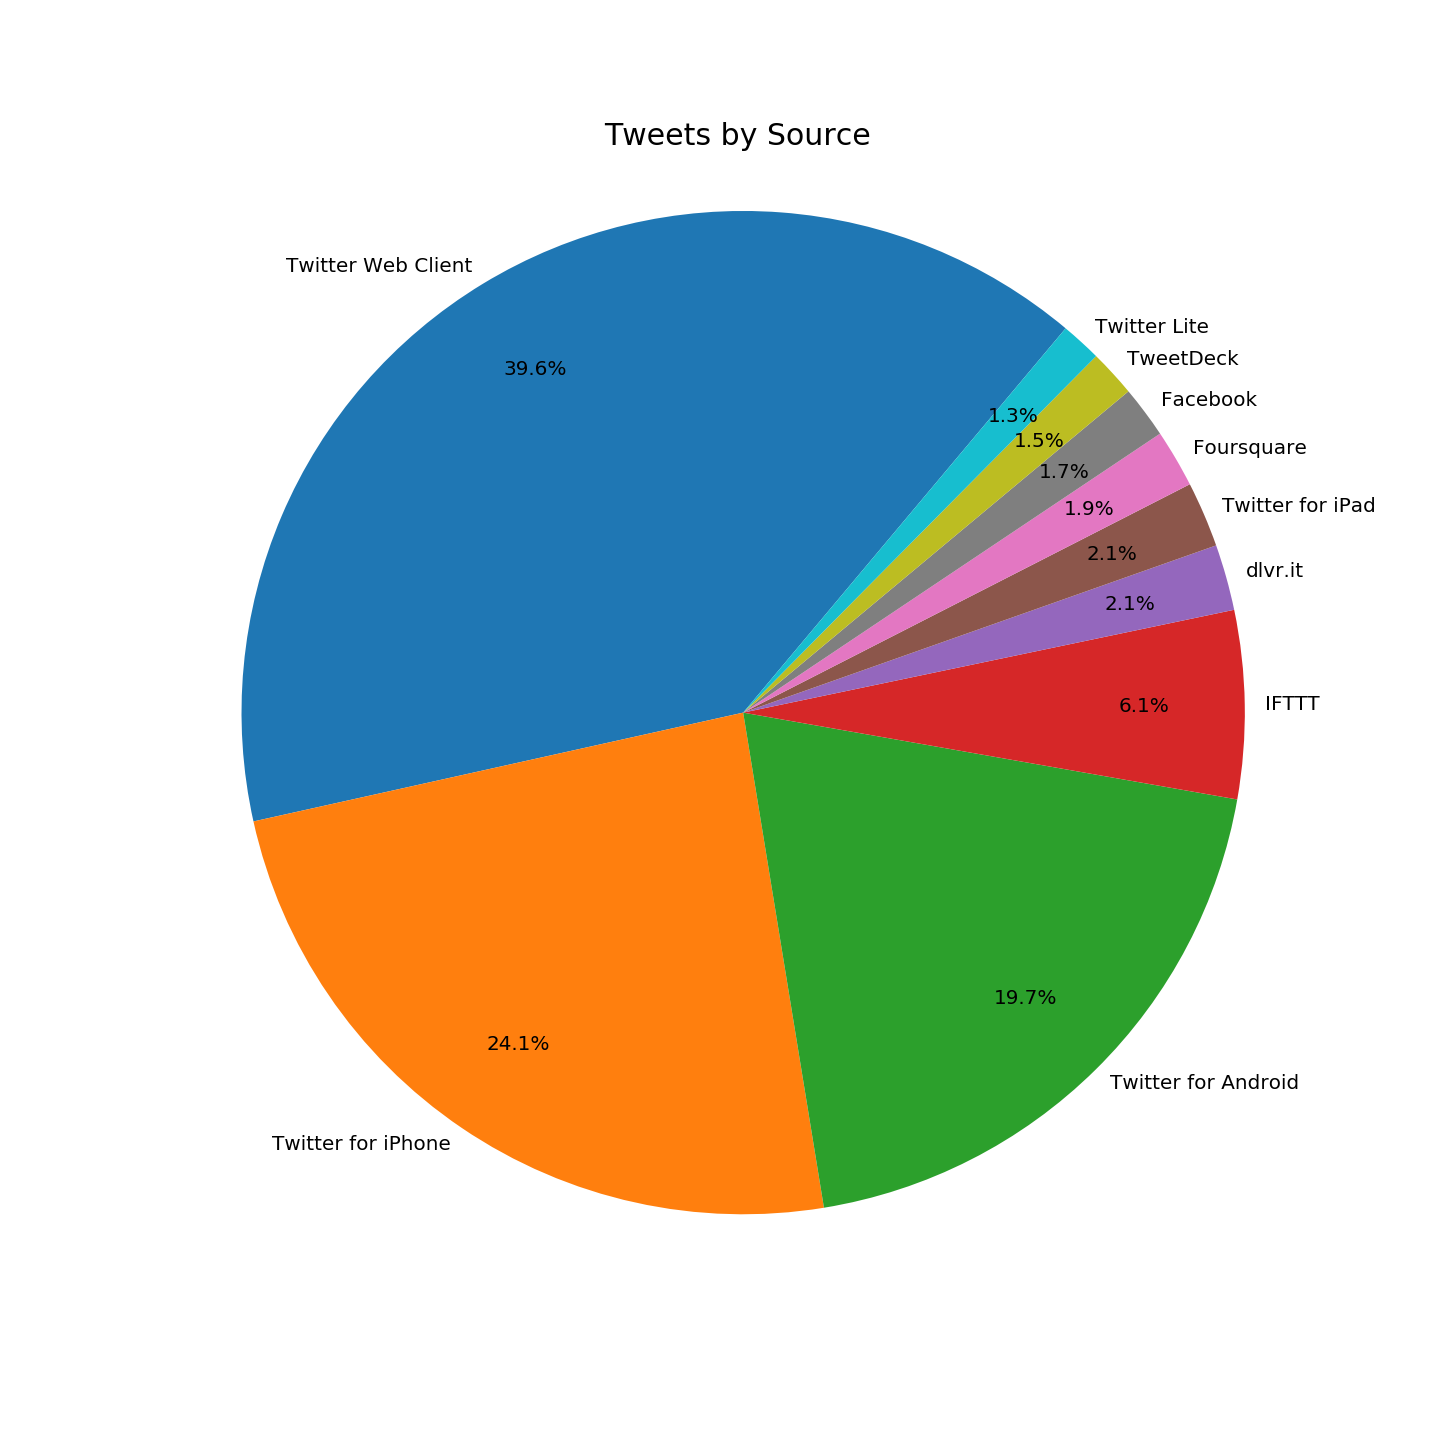 Tweets by Source
Twitter Web Client
39.6%
Twitter for iPhone
24.1%
Twitter for Android
19.7%
IFTTT
6.1%
dlvr.it
2.1%
Twitter for iPad
2.1%
Foursquare
1.9%
Facebook
1.7%
TweetDeck
1.5%
Twitter Lite
1.3%